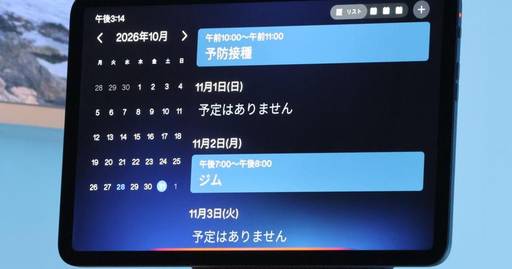 午後3:14
リスト
2026年10月
月 火 水 木 金 土 日
28 29 30 1 2 3 4
5 6 7 8 9 10 11
12 13 14 15 16 17 18
19 20 21 22 23 24 25
26 27 28 29 30 31 1
午前10:00〜午前11:00
予防接種
11月1日(日)
予定はありません
11月2日(月)
午後7:00〜午後8:00
ジム
11月3日(火)
予定はありません